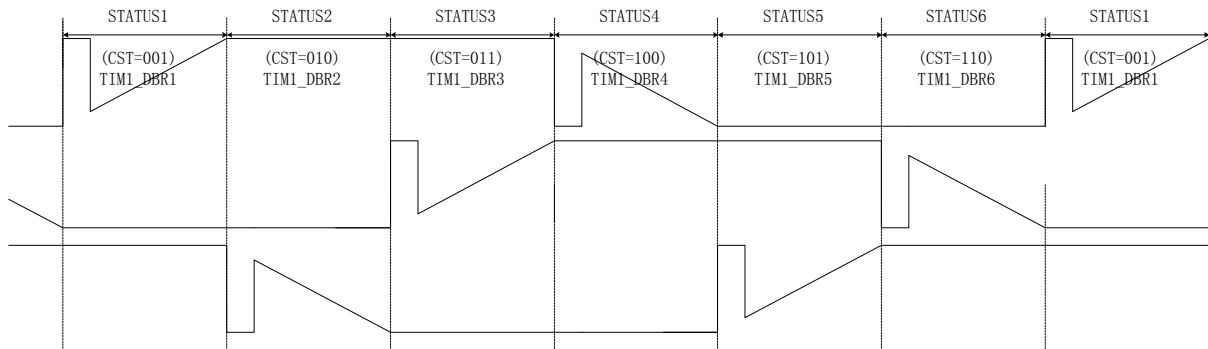 STATUS1 STATUS2 STATUS3 STATUS4 STATUS5 STATUS6 STATUS1
(CST=001) (CST=010) (CST=011) (CST=100) (CST=101) (CST=110) (CST=001)
TIM1_DBR1 TIM1_DBR2 TIM1_DBR3 TIM1_DBR4 TIM1_DBR5 TIM1_DBR6 TIM1_DBR1